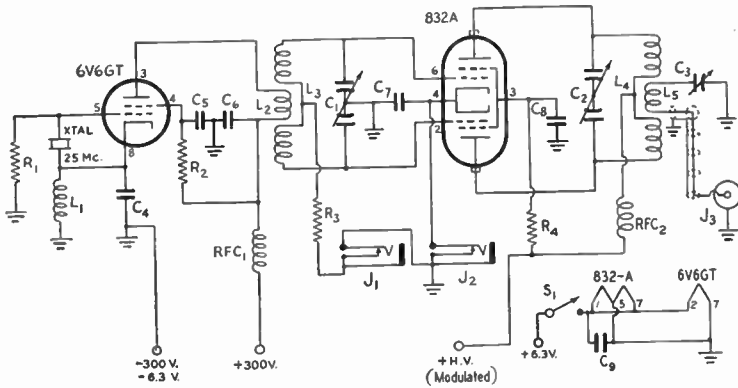 832A
6V6GT
3
5
4
8
C5
C6
L2
L3
C1
C7
6
4
2
3
C8
C2
L4
L5
C3
XTAL
25 MC.
R1
L1
C4
R2
RFC1
R3
J1
J2
R4
RFC2
J3
S1
832-A
6V6GT
1
5
7
2
7
C9
-300 V.
-6.3 V.
+300V.
+H.V.
(Modulated)
+6.3V.